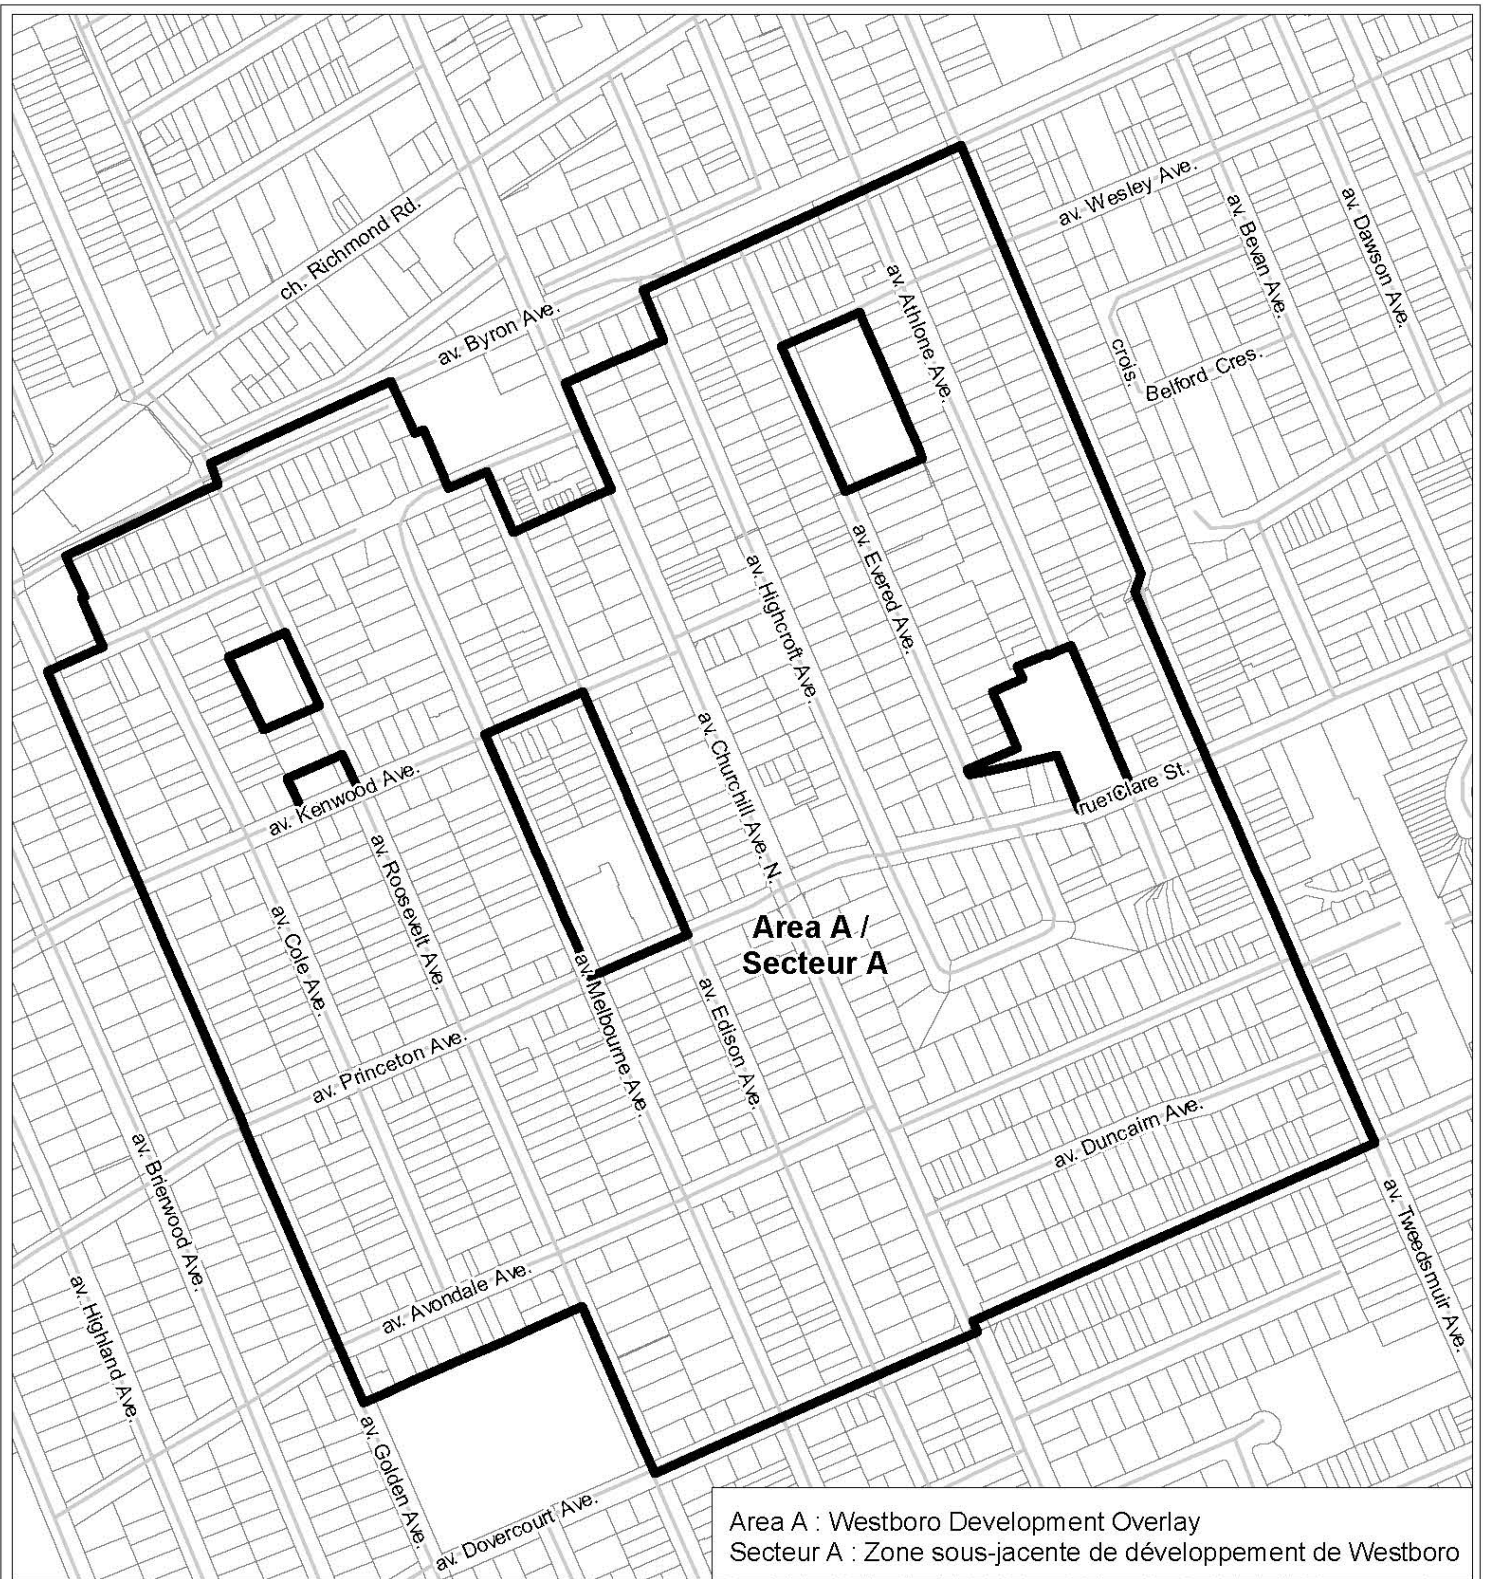 ch. Richmond Rd.
av. Byron Ave.
av. Wesley Ave.
av. Bevan Ave.
av. Dawson Ave.
av. Athlone Ave.
crois.
Belford Cres.
av. Highcroft Ave.
av. Evered Ave.
av. Churchill Ave. N.
rue Clare St.
av. Kenwood Ave.
av. Roosevelt Ave.
av. Cole Ave.
Area A /
Secteur A
av. Melbourne Ave.
av. Edison Ave.
av. Princeton Ave.
av. Duncairn Ave.
av. Brierwood Ave.
av. Highland Ave.
av. Avondale Ave.
av. Tweedsmuir Ave.
av. Golden Ave.
av. Dovercourt Ave.
Area A : Westboro Development Overlay
Secteur A : Zone sous-jacente de développement de Westboro